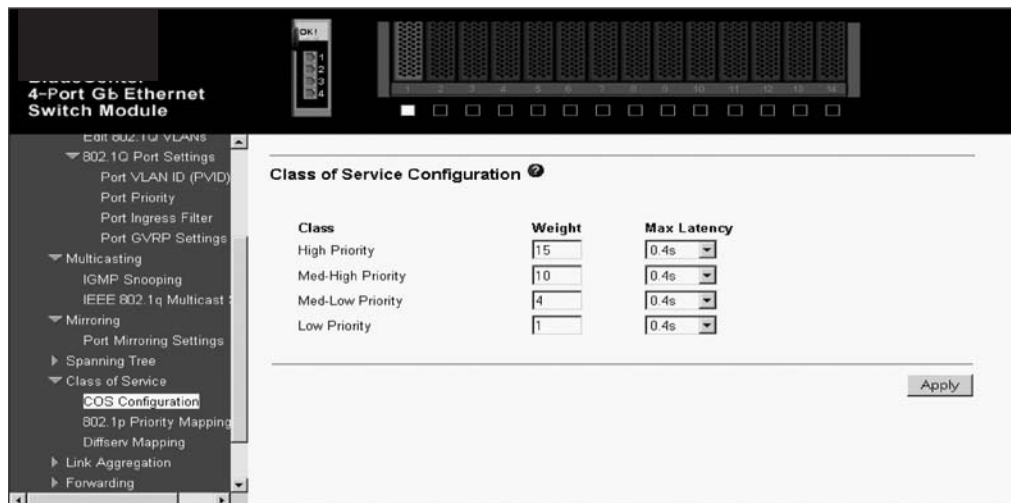 OK!
1
2
3
4
1 2 3 4 5 6 7 8 9 10 11 12 13 14
4-Port Gb Ethernet
Switch Module
Edit 802.1Q VLANs
802.1Q Port Settings
Port VLAN ID (PVID)
Port Priority
Port Ingress Filter
Port GVRP Settings
Multicasting
IGMP Snooping
IEEE 802.1q Multicast
Mirroring
Port Mirroring Settings
Spanning Tree
Class of Service
COS Configuration
802.1p Priority Mapping
Diffserv Mapping
Link Aggregation
Forwarding
Class of Service Configuration ?
Class Weight Max Latency
High Priority 15 0.4s
Med-High Priority 10 0.4s
Med-Low Priority 4 0.4s
Low Priority 1 0.4s
Apply